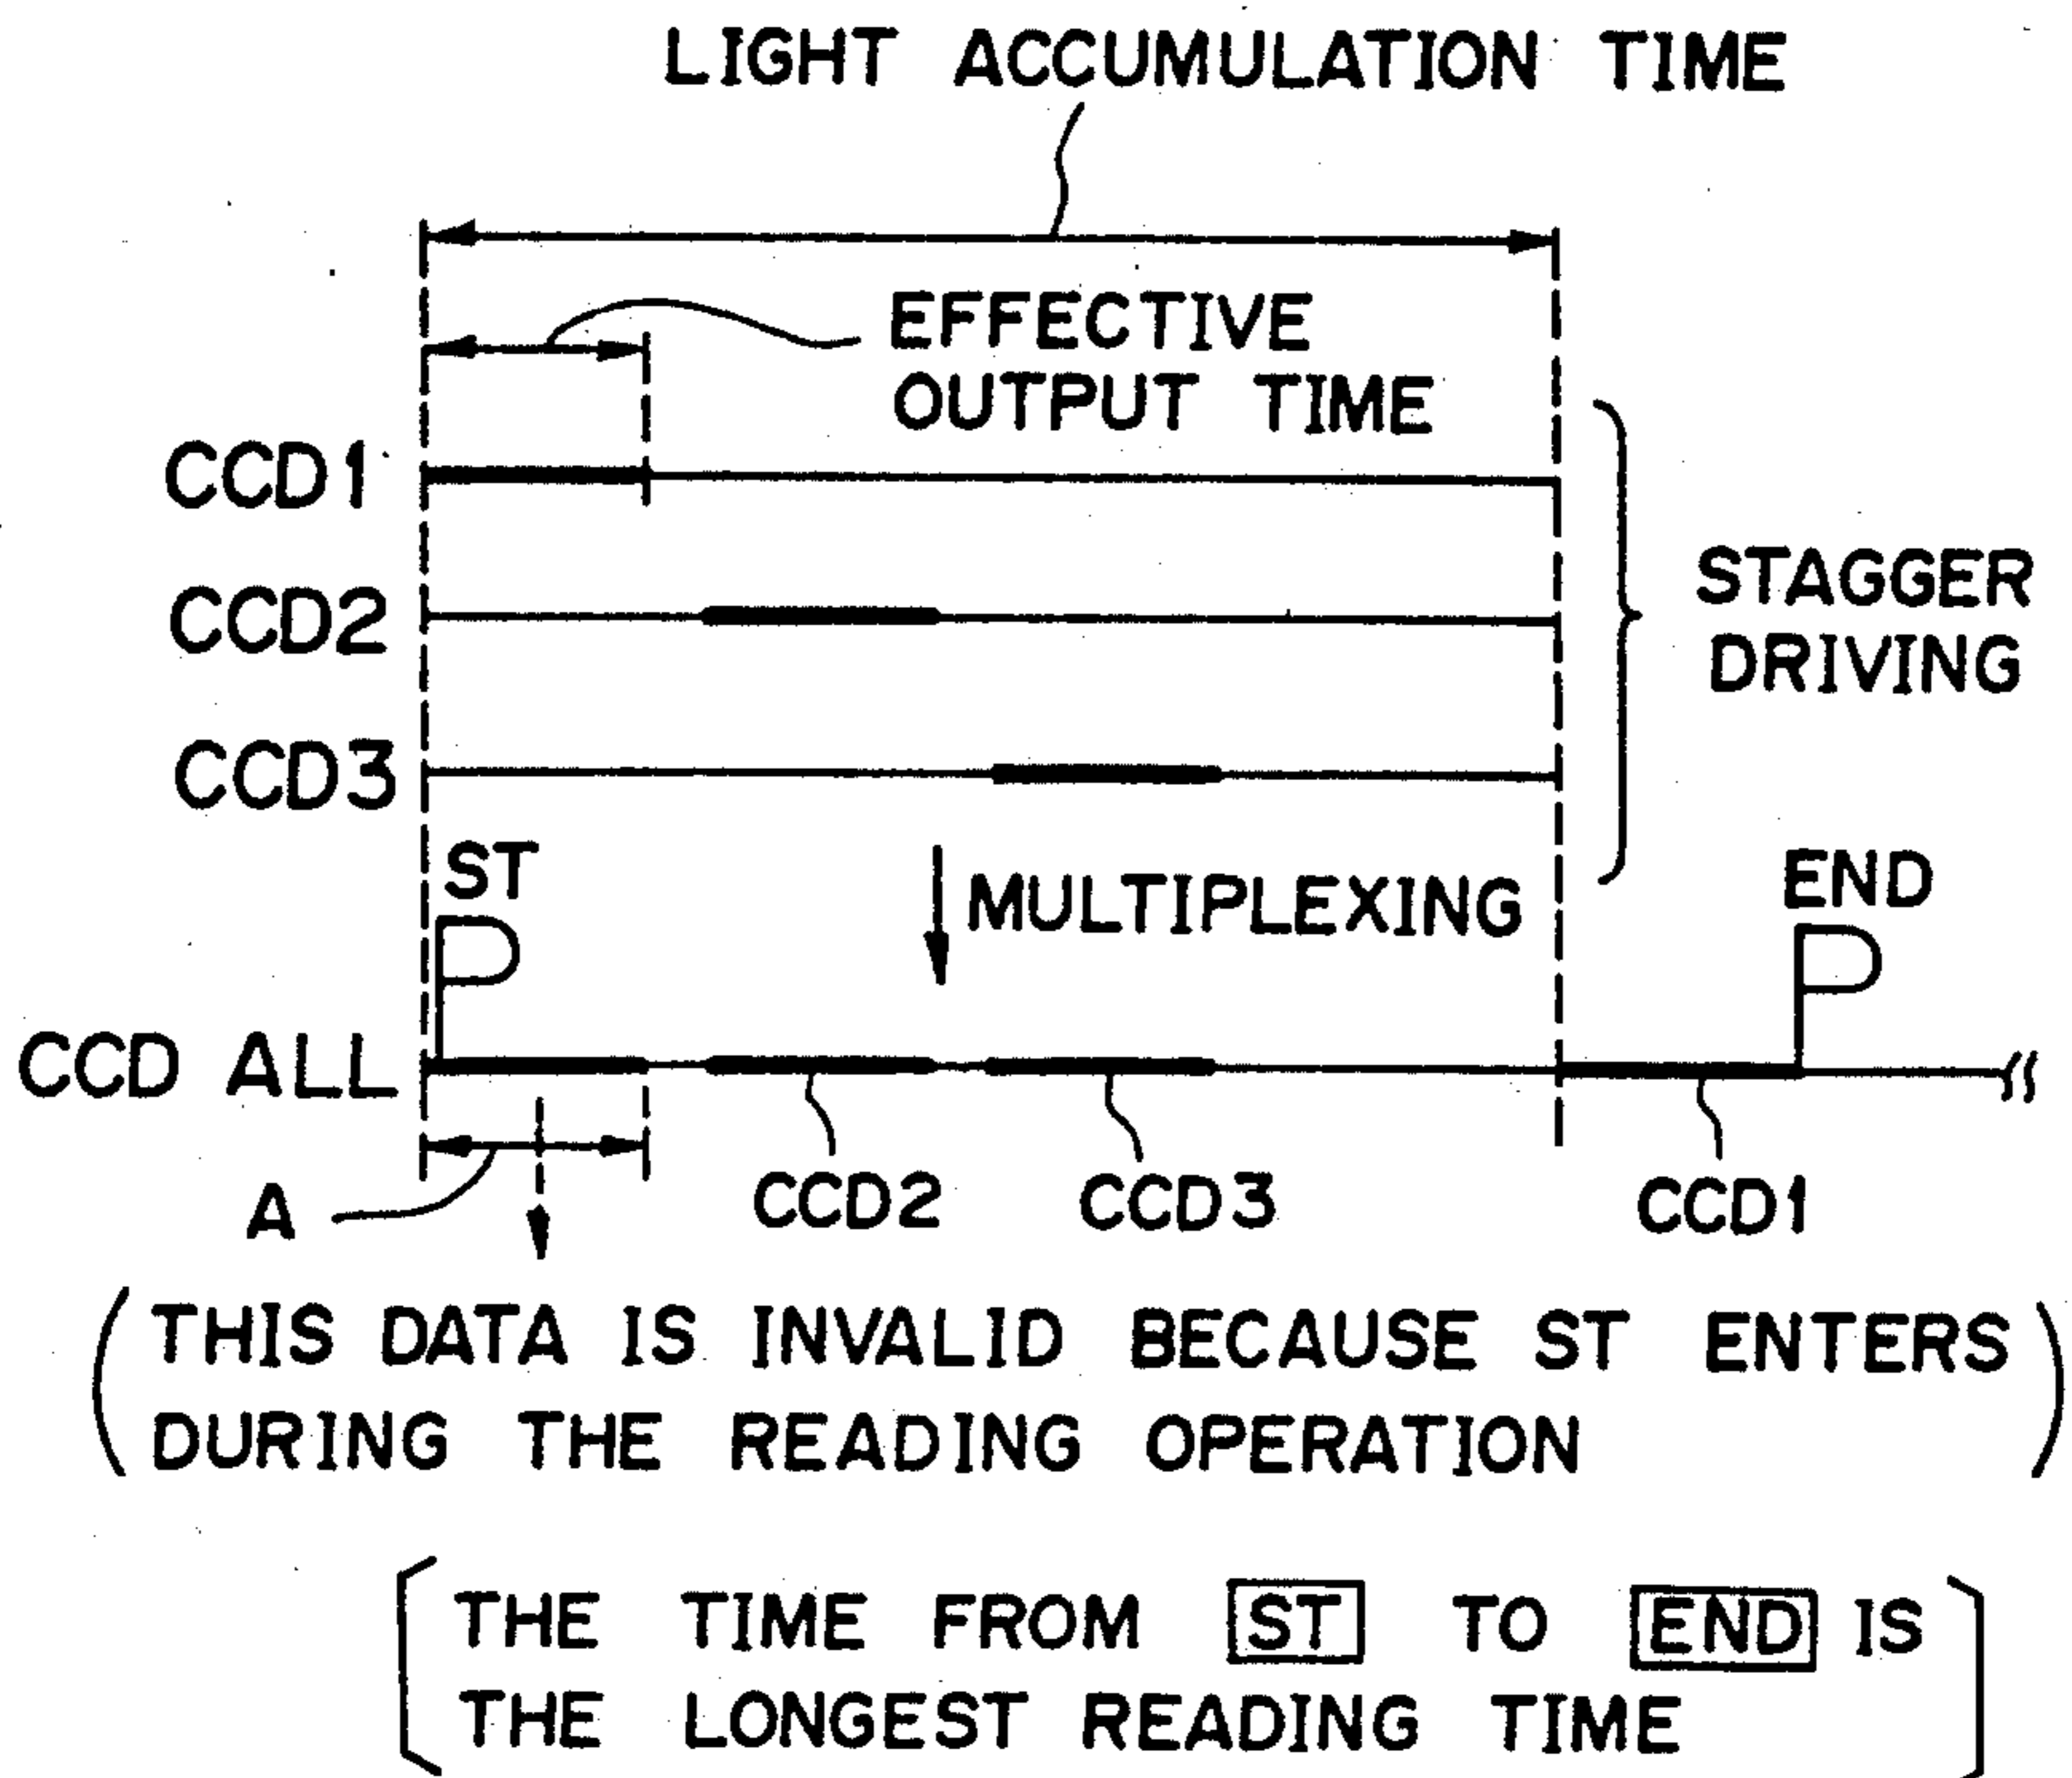 LIGHT ACCUMULATION TIME
EFFECTIVE
OUTPUT TIME
CCD1
CCD2
CCD3
STAGGER
DRIVING
ST
MULTIPLEXING
END
CCD ALL
A
CCD2
CCD3
CCD1
(THIS DATA IS INVALID BECAUSE ST ENTERS
DURING THE READING OPERATION)
[THE TIME FROM ST TO END IS
THE LONGEST READING TIME]